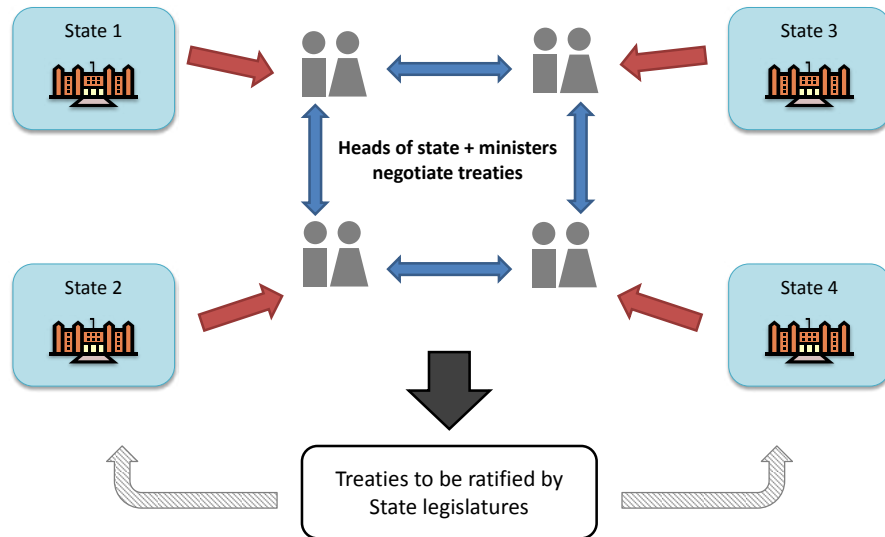 State 1
State 3
Heads of state + ministers
negotiate treaties
State 2
State 4
Treaties to be ratified by
State legislatures